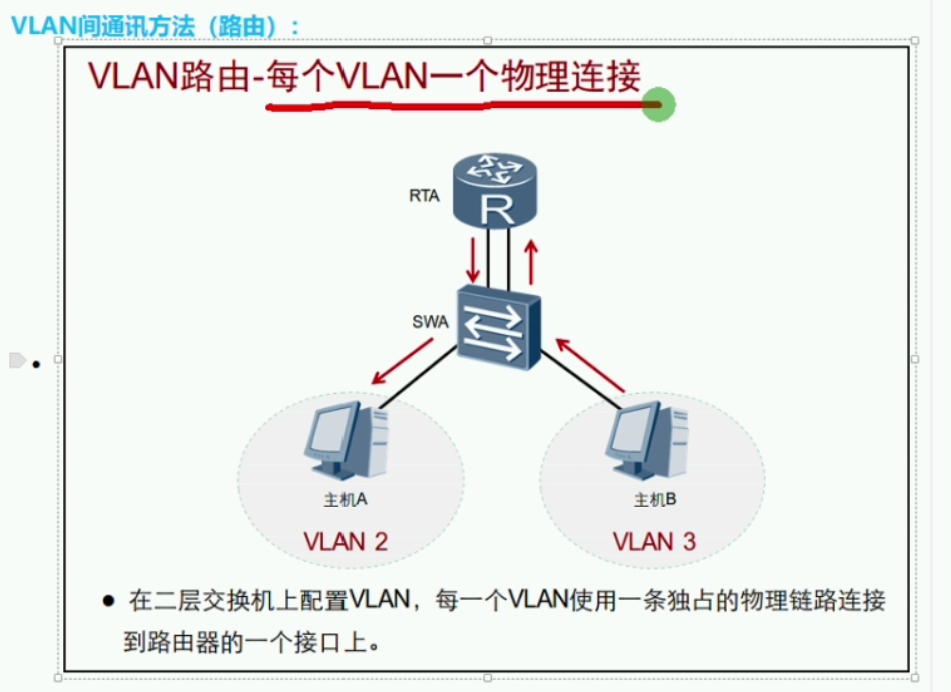 VLAN间通讯方法（路由）：
VLAN路由-每个VLAN一个物理连接
RTA
R
SWA
主机A
主机B
VLAN 2
VLAN 3
● 在二层交换机上配置VLAN，每一个VLAN使用一条独占的物理链路连接
到路由器的一个接口上。